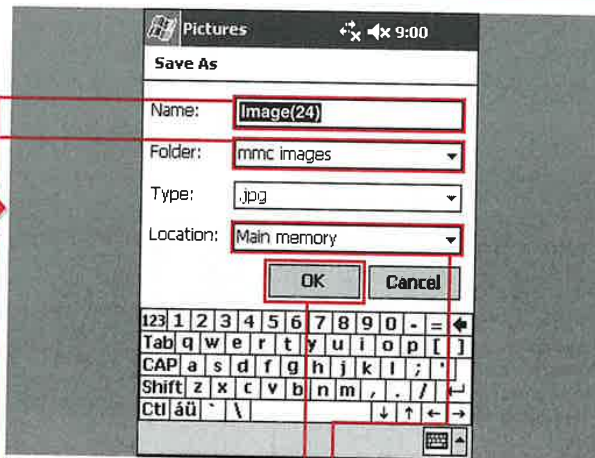 Pictures 9:00
Save As
Name: Image(24)
Folder: mmc images
Type: .jpg
Location: Main memory
OK Cancel
123 1 2 3 4 5 6 7 8 9 0 - =
Tab q w e r t y u i o p [ ]
CAP a s d f g h j k l ; '
Shift z x c v b n m , . /
Ctl áü ` \